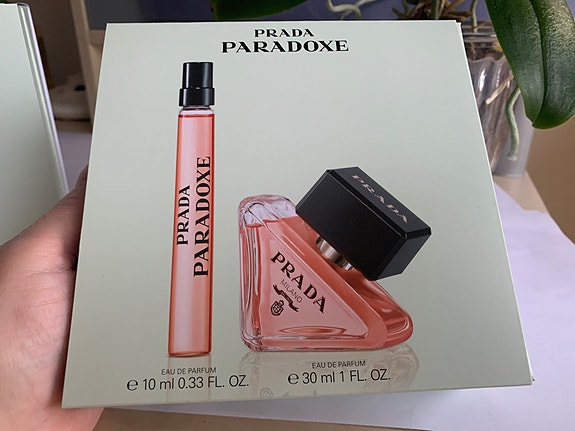 PRADA
PARADOXE
PRADA
PARADOXE
PRADA
PRADA
MILANO
EAU DE PARFUM
℮ 10 ml 0.33 FL. OZ.
EAU DE PARFUM
℮ 30 ml 1 FL. OZ.